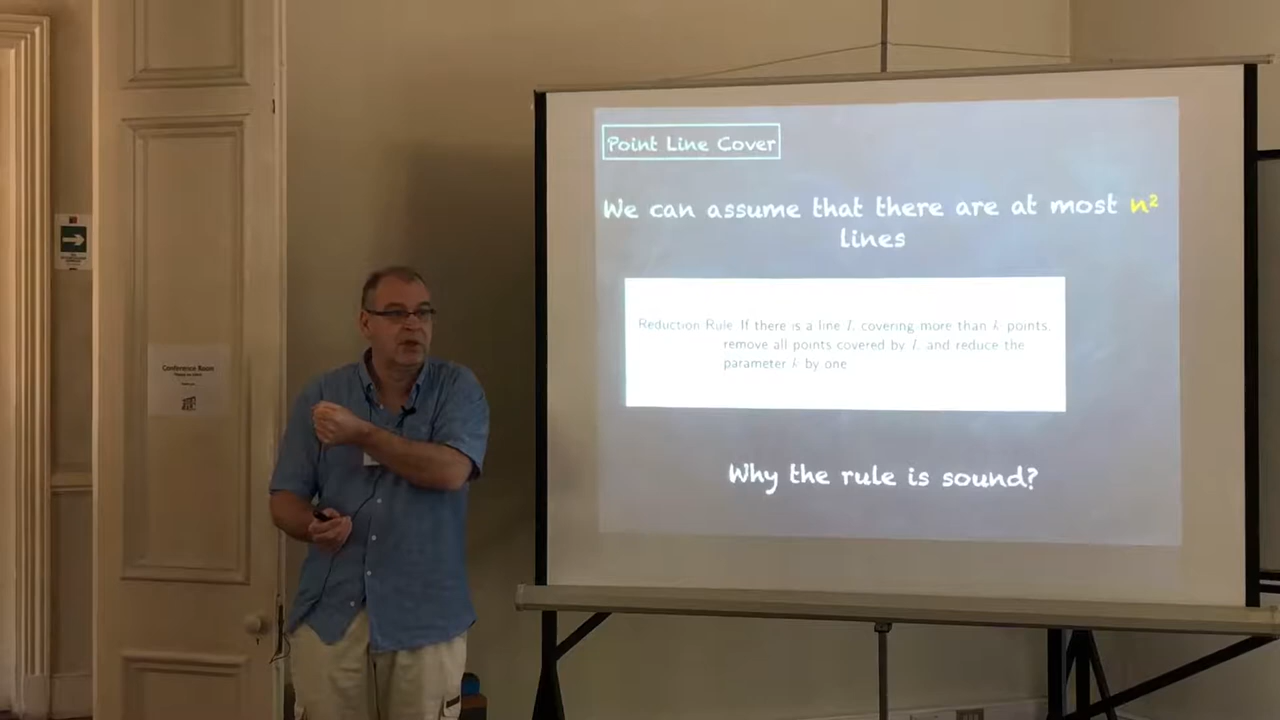 Point Line Cover
We can assume that there are at most n²
lines
Reduction Rule If there is a line L covering more than k points,
remove all points covered by L and reduce the
parameter k by one
Why the rule is sound?
Conference Room